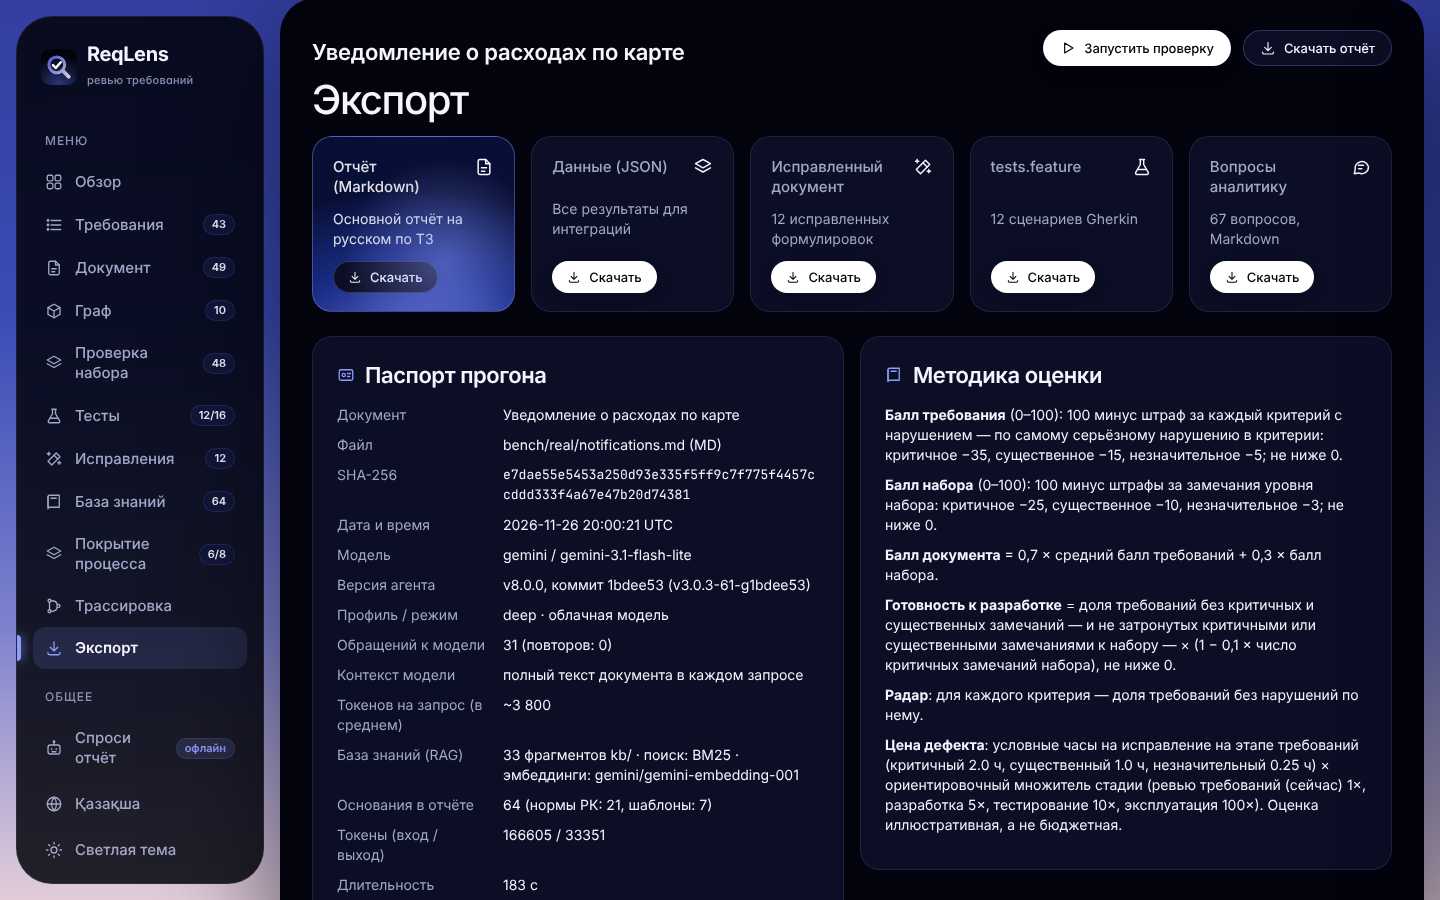 ReqLens
ревью требований
МЕНЮ
Обзор
Требования 43
Документ 49
Граф 10
Проверка
набора 48
Тесты 12/16
Исправления 12
База знаний 64
Покрытие
процесса 6/8
Трассировка
Экспорт
ОБЩЕЕ
Спроси
отчёт офлайн
Қазақша
Светлая тема
Уведомление о расходах по карте
Запустить проверку
Скачать отчёт
Экспорт
Отчёт
(Markdown)
Основной отчёт на
русском по ТЗ
Скачать
Данные (JSON)
Все результаты для
интеграций
Скачать
Исправленный
документ
12 исправленных
формулировок
Скачать
tests.feature
12 сценариев Gherkin
Скачать
Вопросы
аналитику
67 вопросов,
Markdown
Скачать
Паспорт прогона
Документ Уведомление о расходах по карте
Файл bench/real/notifications.md (MD)
SHA-256 e7dae55e5453a250d93e335f5ff9c7f775f4457c
cddd333f4a67e47b20d74381
Дата и время 2026-11-26 20:00:21 UTC
Модель gemini / gemini-3.1-flash-lite
Версия агента v8.0.0, коммит 1bdee53 (v3.0.3-61-g1bdee53)
Профиль / режим deep · облачная модель
Обращений к модели 31 (повторов: 0)
Контекст модели полный текст документа в каждом запросе
Токенов на запрос (в
среднем) ~3 800
База знаний (RAG) 33 фрагментов kb/ · поиск: BM25 ·
эмбеддинги: gemini/gemini-embedding-001
Основания в отчёте 64 (нормы РК: 21, шаблоны: 7)
Токены (вход /
выход) 166605 / 33351
Длительность 183 с
Методика оценки
Балл требования (0–100): 100 минус штраф за каждый критерий с
нарушением — по самому серьёзному нарушению в критерии:
критичное −35, существенное −15, незначительное −5; не ниже 0.
Балл набора (0–100): 100 минус штрафы за замечания уровня
набора: критичное −25, существенное −10, незначительное −3; не
ниже 0.
Балл документа = 0,7 × средний балл требований + 0,3 × балл
набора.
Готовность к разработке = доля требований без критичных и
существенных замечаний — и не затронутых критичными или
существенными замечаниями к набору — × (1 − 0,1 × число
критичных замечаний набора), не ниже 0.
Радар: для каждого критерия — доля требований без нарушений по
нему.
Цена дефекта: условные часы на исправление на этапе требований
(критичный 2.0 ч, существенный 1.0 ч, незначительный 0.25 ч) ×
ориентировочный множитель стадии (ревью требований (сейчас) 1×,
разработка 5×, тестирование 10×, эксплуатация 100×). Оценка
иллюстративная, а не бюджетная.